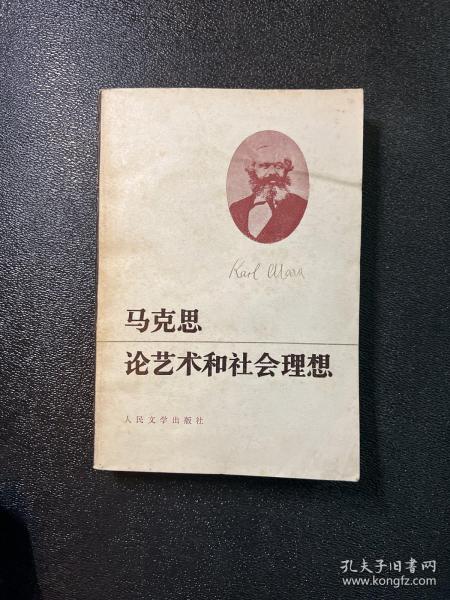 Karl Marx
马克思
论艺术和社会理想
人民文学出版社
孔夫子旧书网
www.kongfz.com